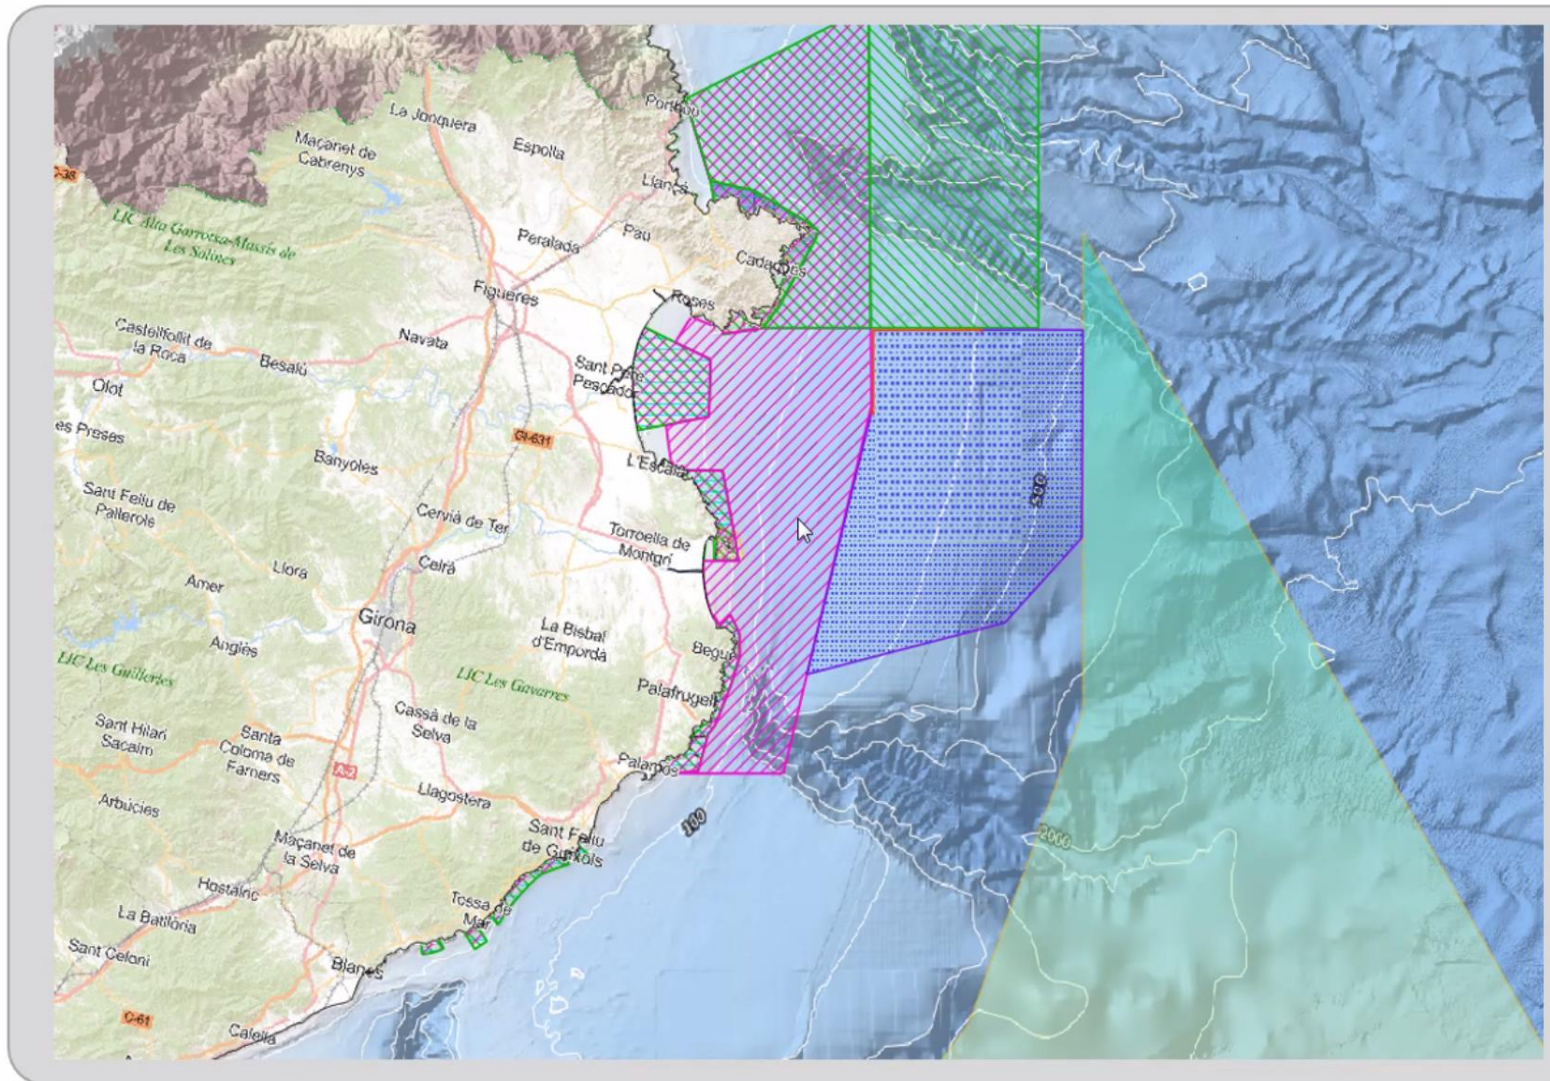 Portbou
La Jonquera
Maçanet de
Cabrenys
Espolla
C-38
Llançà
LIC Alta Garrotxa-Massís de
Les Salines
Pau
Peralada
Cadaqués
Figueres
Roses
Castellfollit de
la Roca
Navata
Besalú
Sant Pere
Pescador
Olot
es Preses
GI-631
Banyoles
L'Escala
500
Sant Feliu de
Pallerols
Cervià de Ter
Torroella de
Montgrí
Celrà
Llora
Amer
Girona
La Bisbal
d'Empordà
Anglès
Begur
LIC Les Guilleries
LIC Les Gavarres
Palafrugell
Cassà de la
Selva
Sant Hilari
Sacalm
Santa
Coloma de
Farners
Palamós
A-2
Llagostera
Arbúcies
100
Sant Feliu
de Guíxols
2000
Maçanet de
la Selva
Hostalric
Tossa de
Mar
La Batllòria
Sant Celoni
Blanes
C-61
Calella